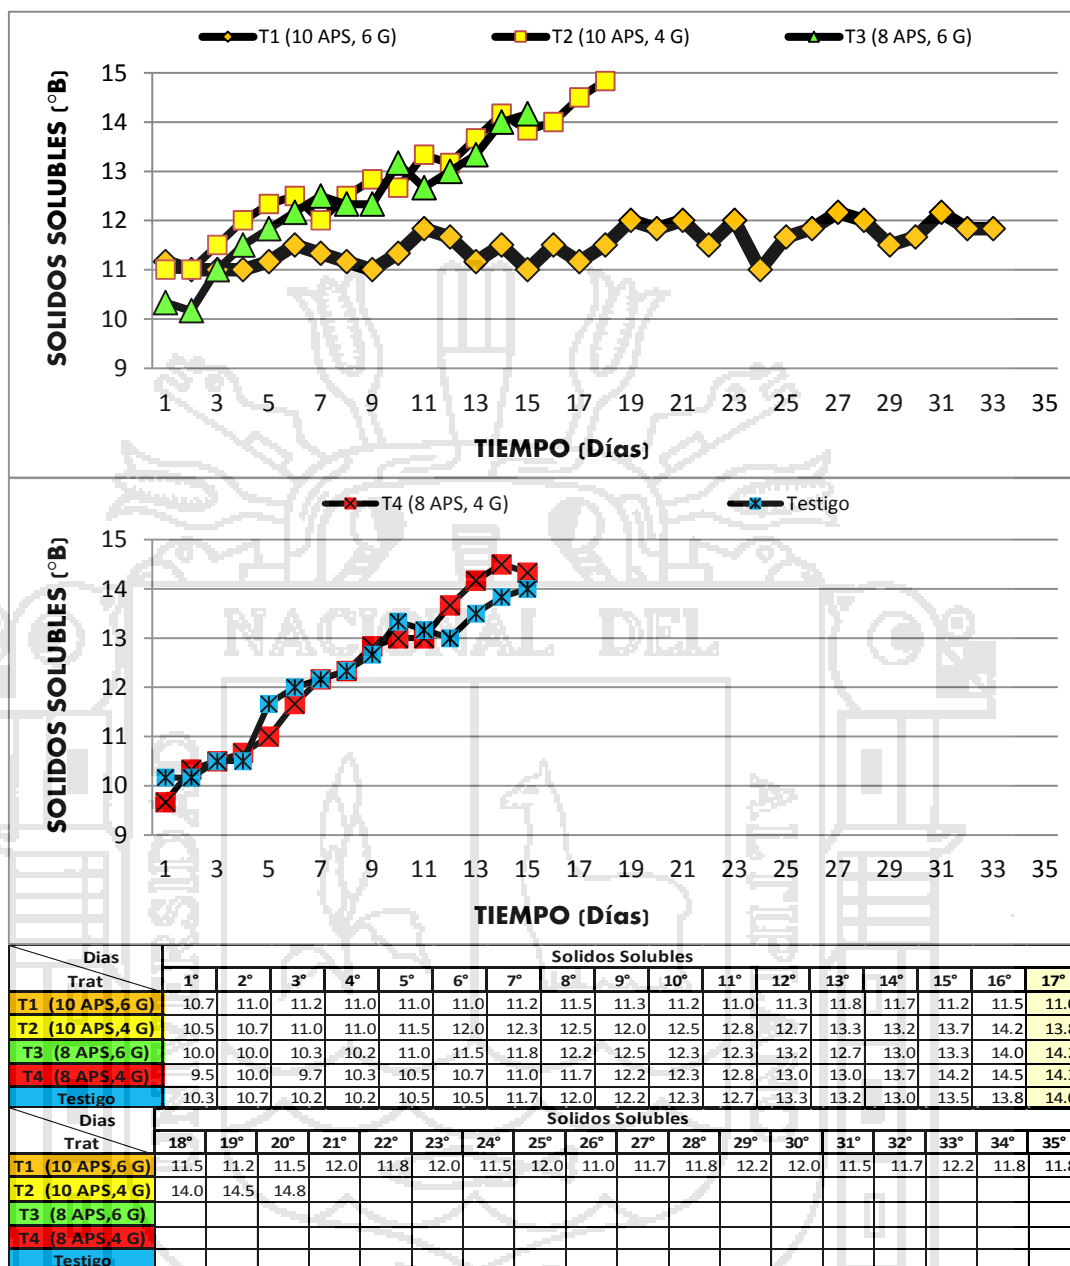 T1 (10 APS, 6 G) T2 (10 APS, 4 G) T3 (8 APS, 6 G)
SOLIDOS SOLUBLES (°B)
15
14
13
12
11
10
9
1 3 5 7 9 11 13 15 17 19 21 23 25 27 29 31 33 35
TIEMPO (Días)
T4 (8 APS, 4 G) Testigo
SOLIDOS SOLUBLES (°B)
15
14
13
12
11
10
9
1 3 5 7 9 11 13 15 17 19 21 23 25 27 29 31 33 35
TIEMPO (Días)
NACIONAL DEL
Dias Solidos Solubles
Trat 1° 2° 3° 4° 5° 6° 7° 8° 9° 10° 11° 12° 13° 14° 15° 16° 17°
T1 (10 APS,6 G) 10.7 11.0 11.2 11.0 11.0 11.0 11.2 11.5 11.3 11.2 11.0 11.3 11.8 11.7 11.2 11.5 11.0
T2 (10 APS,4 G) 10.5 10.7 11.0 11.0 11.5 12.0 12.3 12.5 12.0 12.5 12.8 12.7 13.3 13.2 13.7 14.2 13.8
T3 (8 APS,6 G) 10.0 10.0 10.3 10.2 11.0 11.5 11.8 12.2 12.5 12.3 12.3 13.2 12.7 13.0 13.3 14.0 14.2
T4 (8 APS,4 G) 9.5 10.0 9.7 10.3 10.5 10.7 11.0 11.7 12.2 12.3 12.8 13.0 13.0 13.7 14.2 14.5 14.3
Testigo 10.3 10.7 10.2 10.2 10.5 10.5 11.7 12.0 12.2 12.3 12.7 13.3 13.2 13.0 13.5 13.8 14.0
Dias Solidos Solubles
Trat 18° 19° 20° 21° 22° 23° 24° 25° 26° 27° 28° 29° 30° 31° 32° 33° 34° 35°
T1 (10 APS,6 G) 11.5 11.2 11.5 12.0 11.8 12.0 11.5 12.0 11.0 11.7 11.8 12.2 12.0 11.5 11.7 12.2 11.8 11.8
T2 (10 APS,4 G) 14.0 14.5 14.8
T3 (8 APS,6 G)
T4 (8 APS,4 G)
Testigo